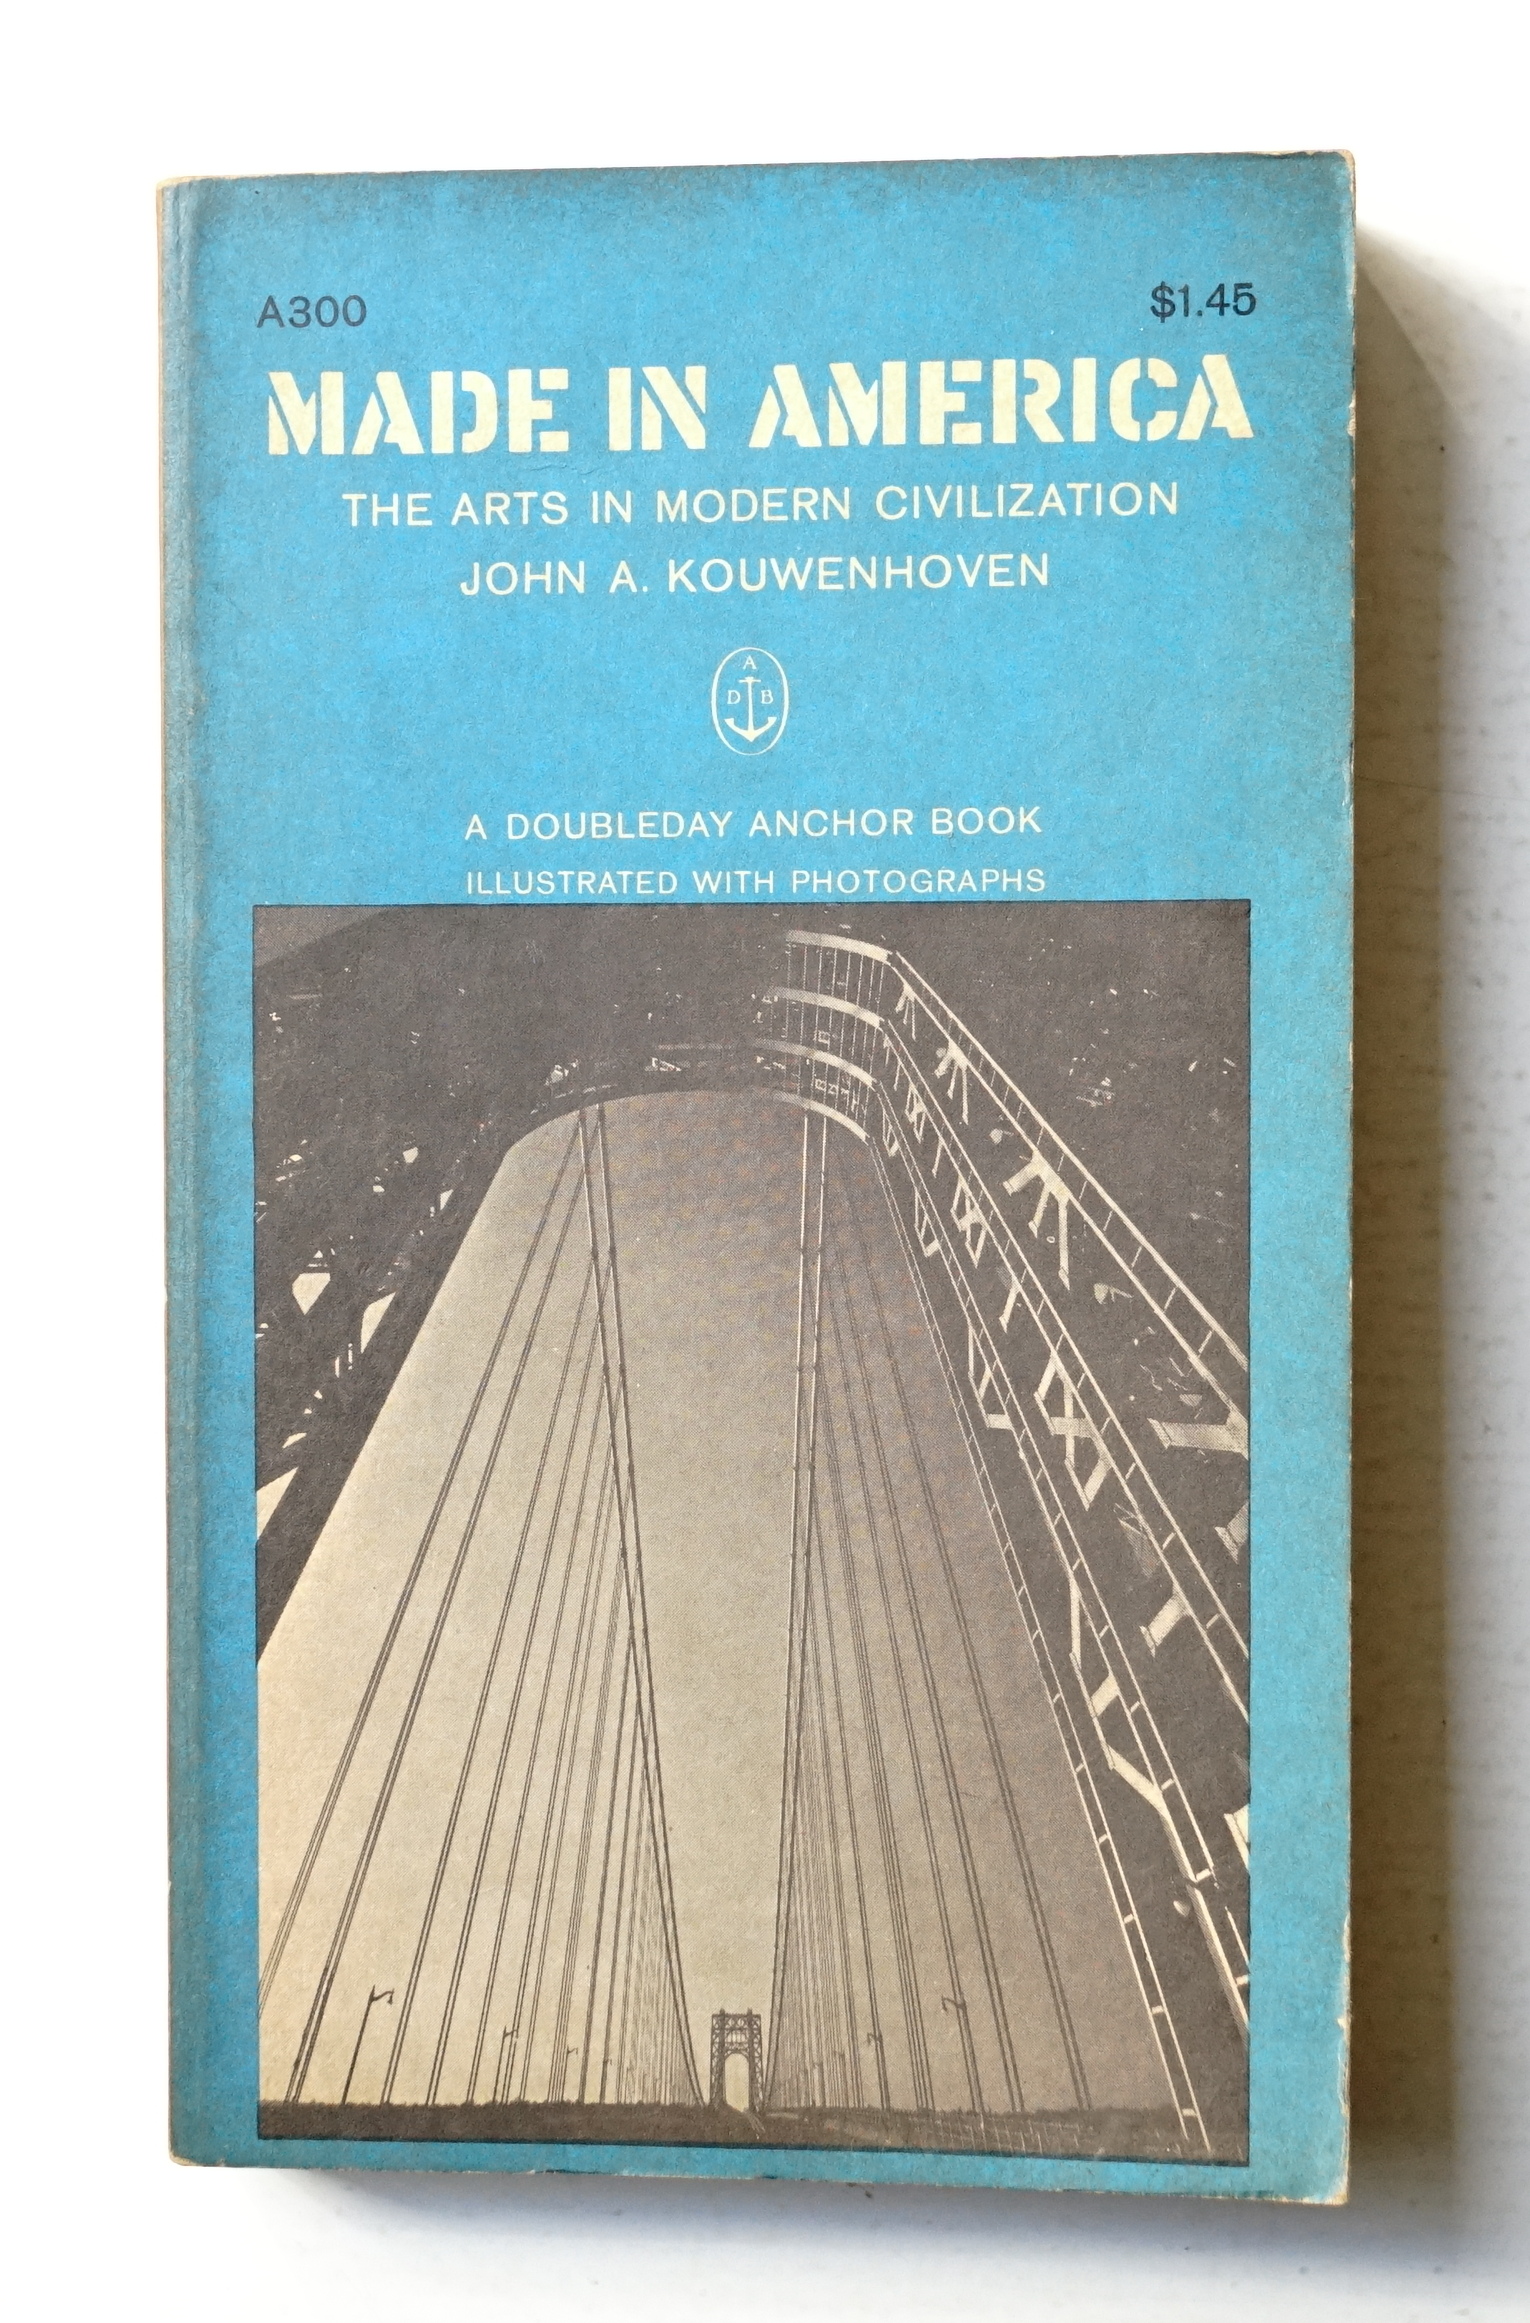 A300 $1.45
MADE IN AMERICA
THE ARTS IN MODERN CIVILIZATION
JOHN A. KOUWENHOVEN
A
D B
A DOUBLEDAY ANCHOR BOOK
ILLUSTRATED WITH PHOTOGRAPHS